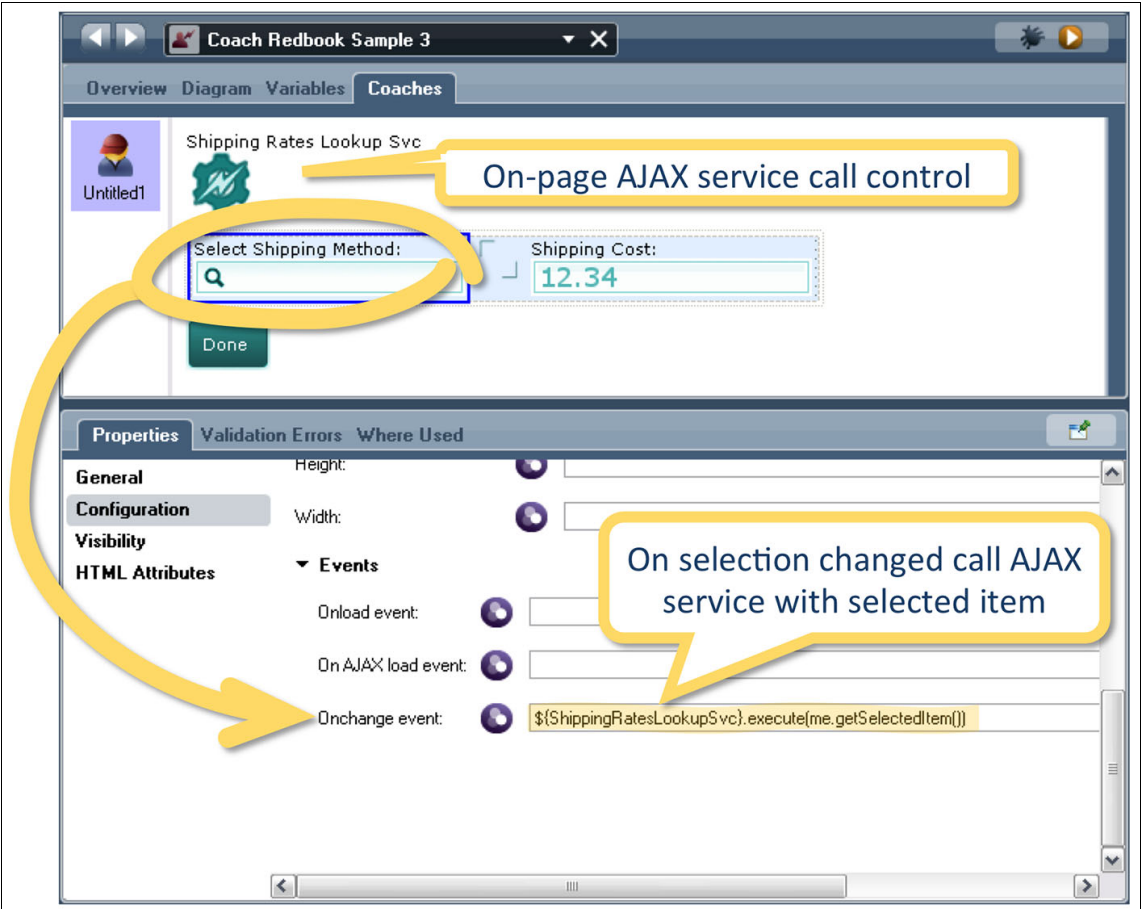 Coach Redbook Sample 3
Overview Diagram Variables Coaches
Untitled1
Shipping Rates Lookup Svc
On-page AJAX service call control
Select Shipping Method:
Shipping Cost:
12.34
Done
Properties Validation Errors Where Used
General
Configuration
Visibility
HTML Attributes
Height:
Width:
Events
Onload event:
On AJAX load event:
Onchange event:
${ShippingRatesLookupSvc}.execute(me.getSelectedItem())
On selection changed call AJAX
service with selected item